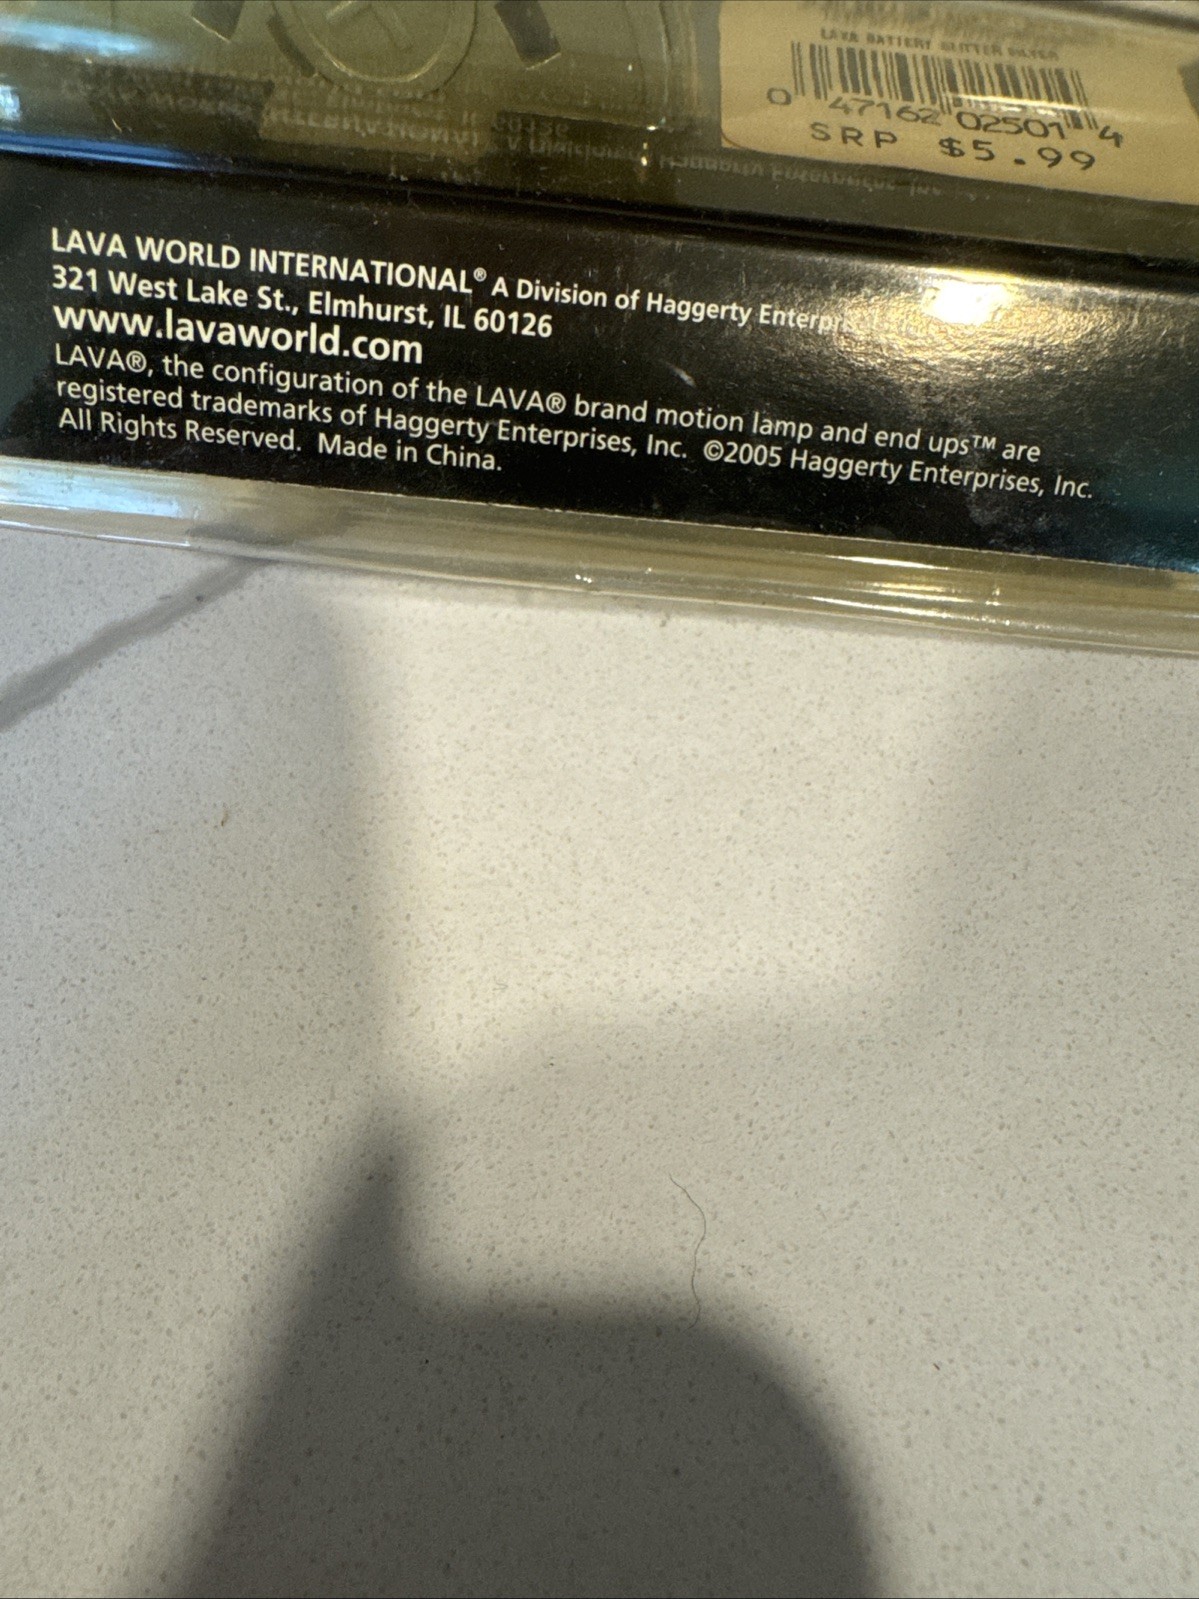 LAVA BATTERY GLITTER SILVER
0 47162 02501 4
SRP $5.99
LAVA WORLD INTERNATIONAL® A Division of Haggerty
321 West Lake St., Elmhurst, IL 60126
www.lavaworld.com
LAVA®, the configuration of the LAVA® brand motion lamp and end ups™ are
registered trademarks of Haggerty Enterprises, Inc. ©2005 Haggerty Enterprises, Inc.
All Rights Reserved. Made in China.